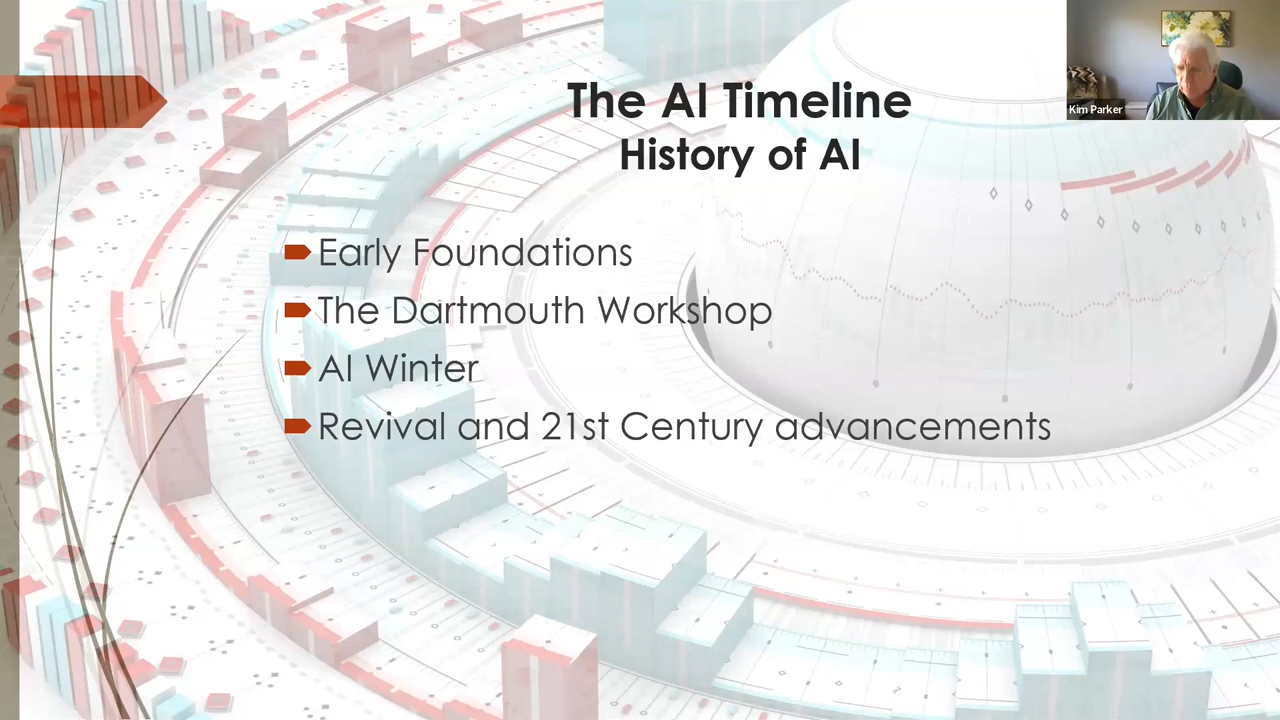 The AI Timeline
History of AI
Kim Parker
Early Foundations
The Dartmouth Workshop
AI Winter
Revival and 21st Century advancements